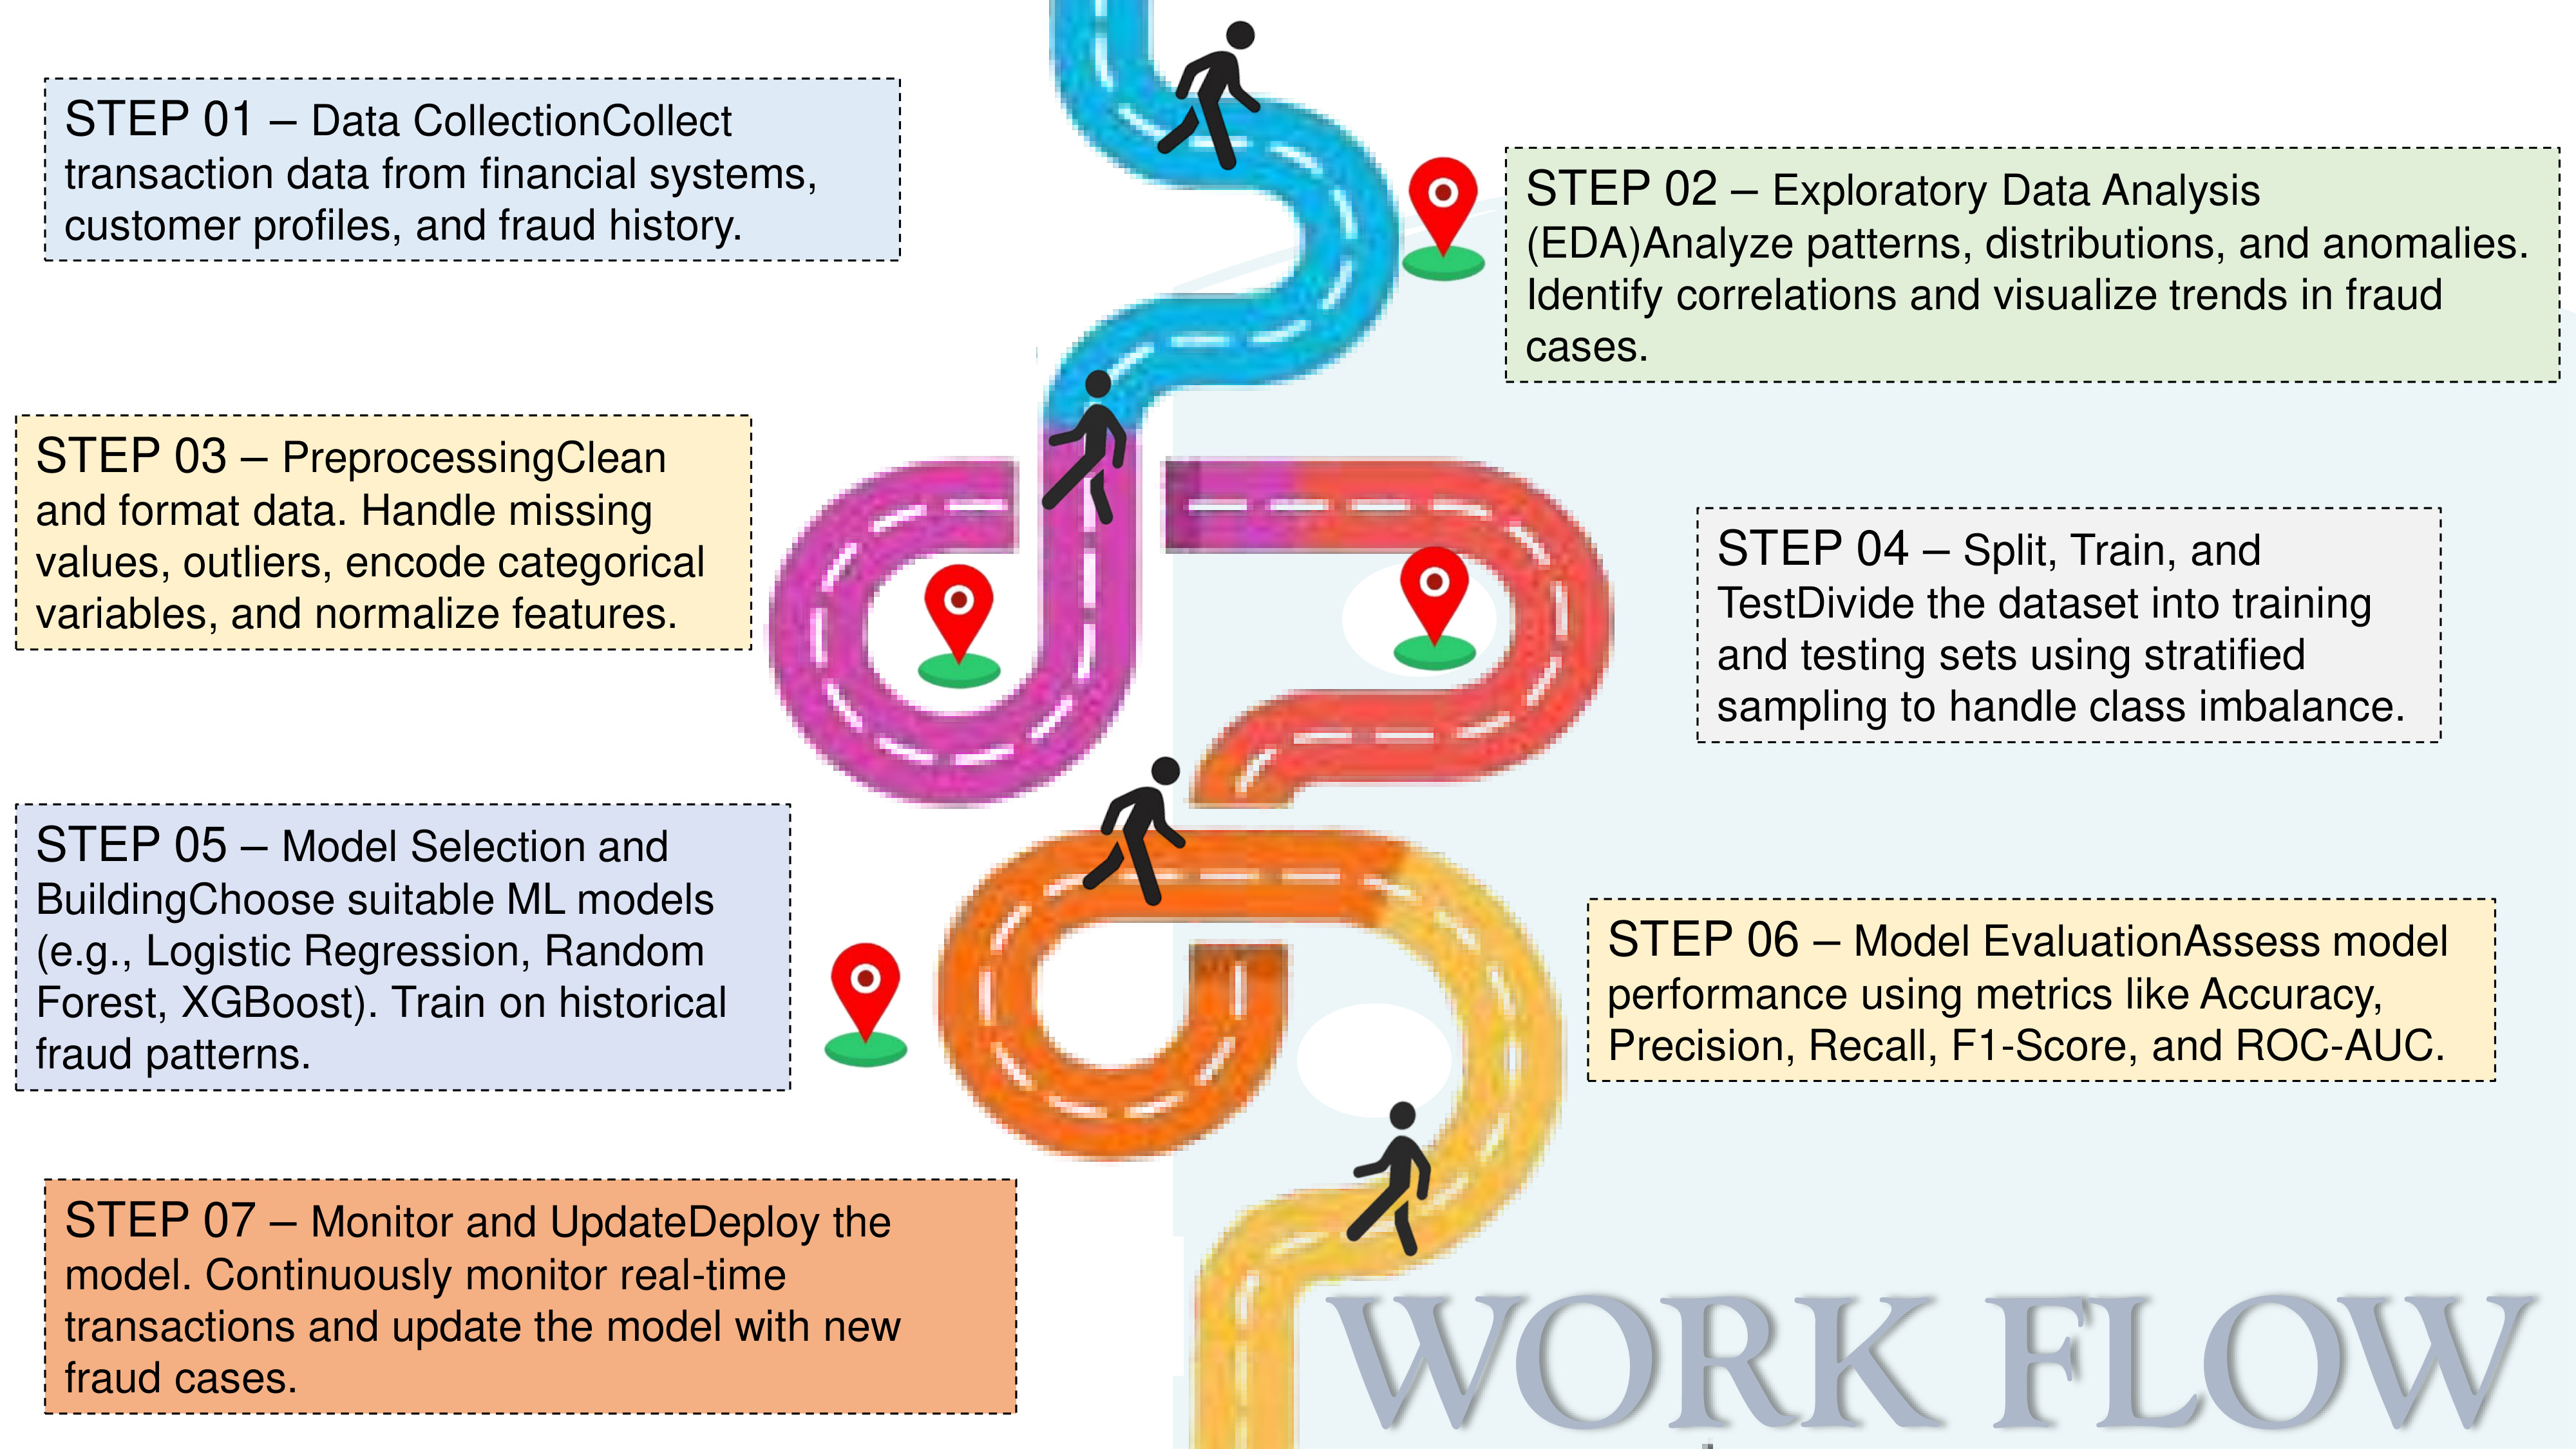 STEP 01 – Data CollectionCollect
transaction data from financial systems,
customer profiles, and fraud history.
STEP 02 – Exploratory Data Analysis
(EDA)Analyze patterns, distributions, and anomalies.
Identify correlations and visualize trends in fraud
cases.
STEP 03 – PreprocessingClean
and format data. Handle missing
values, outliers, encode categorical
variables, and normalize features.
STEP 04 – Split, Train, and
TestDivide the dataset into training
and testing sets using stratified
sampling to handle class imbalance.
STEP 05 – Model Selection and
BuildingChoose suitable ML models
(e.g., Logistic Regression, Random
Forest, XGBoost). Train on historical
fraud patterns.
STEP 06 – Model EvaluationAssess model
performance using metrics like Accuracy,
Precision, Recall, F1-Score, and ROC-AUC.
STEP 07 – Monitor and UpdateDeploy the
model. Continuously monitor real-time
transactions and update the model with new
fraud cases.
WORK FLOW